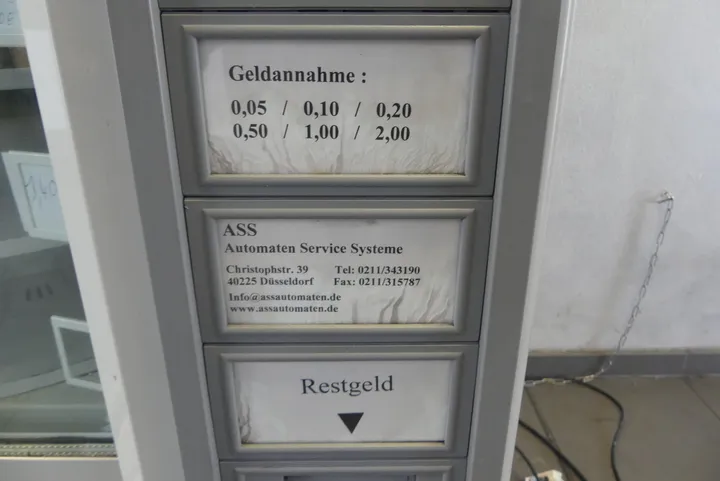 Geldannahme :
0,05 / 0,10 / 0,20
0,50 / 1,00 / 2,00
ASS
Automaten Service Systeme
Christophstr. 39 Tel: 0211/343190
40225 Düsseldorf Fax: 0211/315787
Info@assautomaten.de
www.assautomaten.de
Restgeld